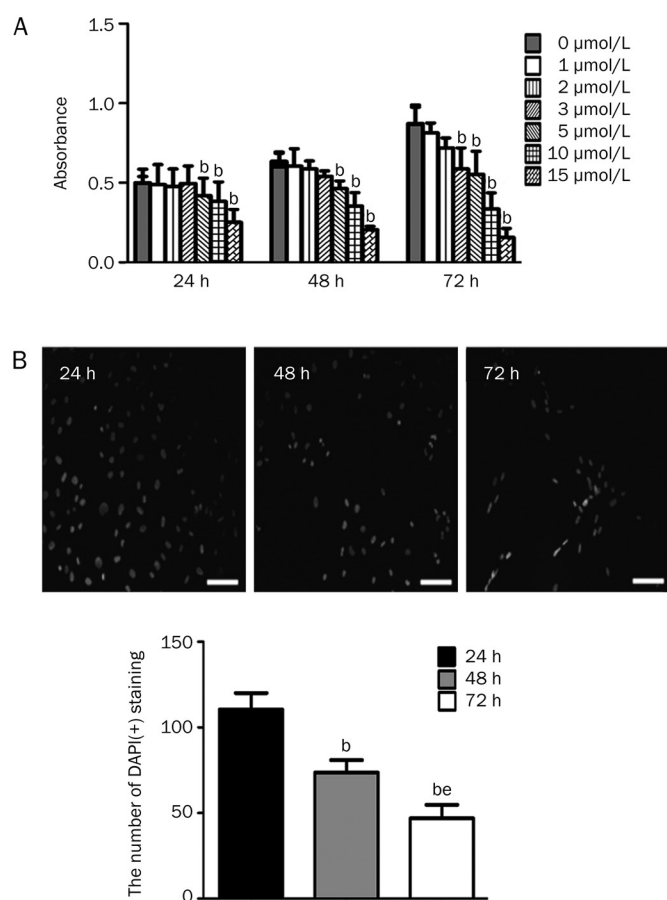 A
1.5
1.0
0.5
0.0
Absorbance
b b b
b b b
b b b b
24 h 48 h 72 h
0 μmol/L
1 μmol/L
2 μmol/L
3 μmol/L
5 μmol/L
10 μmol/L
15 μmol/L
B
24 h 48 h 72 h
150
100
50
0
The number of DAPI(+) staining
b
be
24 h
48 h
72 h